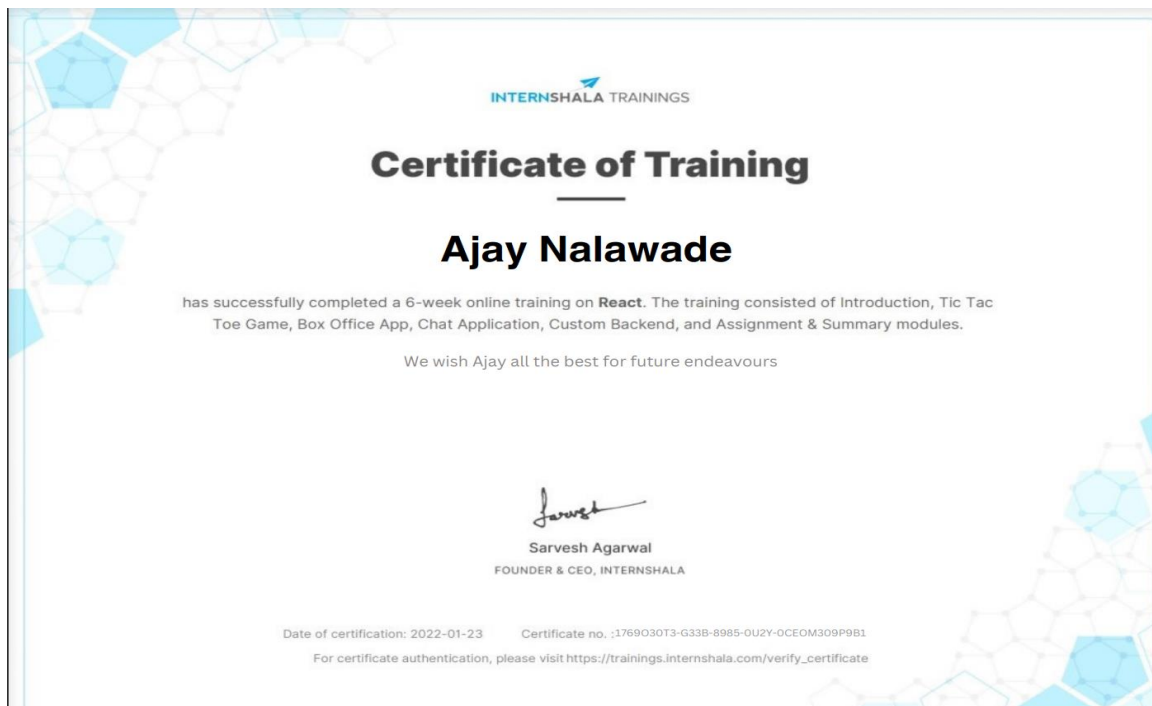 INTERNSHALA TRAININGS
Certificate of Training
Ajay Nalawade
has successfully completed a 6-week online training on React. The training consisted of Introduction, Tic Tac
Toe Game, Box Office App, Chat Application, Custom Backend, and Assignment & Summary modules.
We wish Ajay all the best for future endeavours
Sarvesh
Sarvesh Agarwal
FOUNDER & CEO, INTERNSHALA
Date of certification: 2022-01-23 Certificate no. :1769O30T3-G33B-8985-0U2Y-0CEOM309P9B1
For certificate authentication, please visit https://trainings.internshala.com/verify_certificate